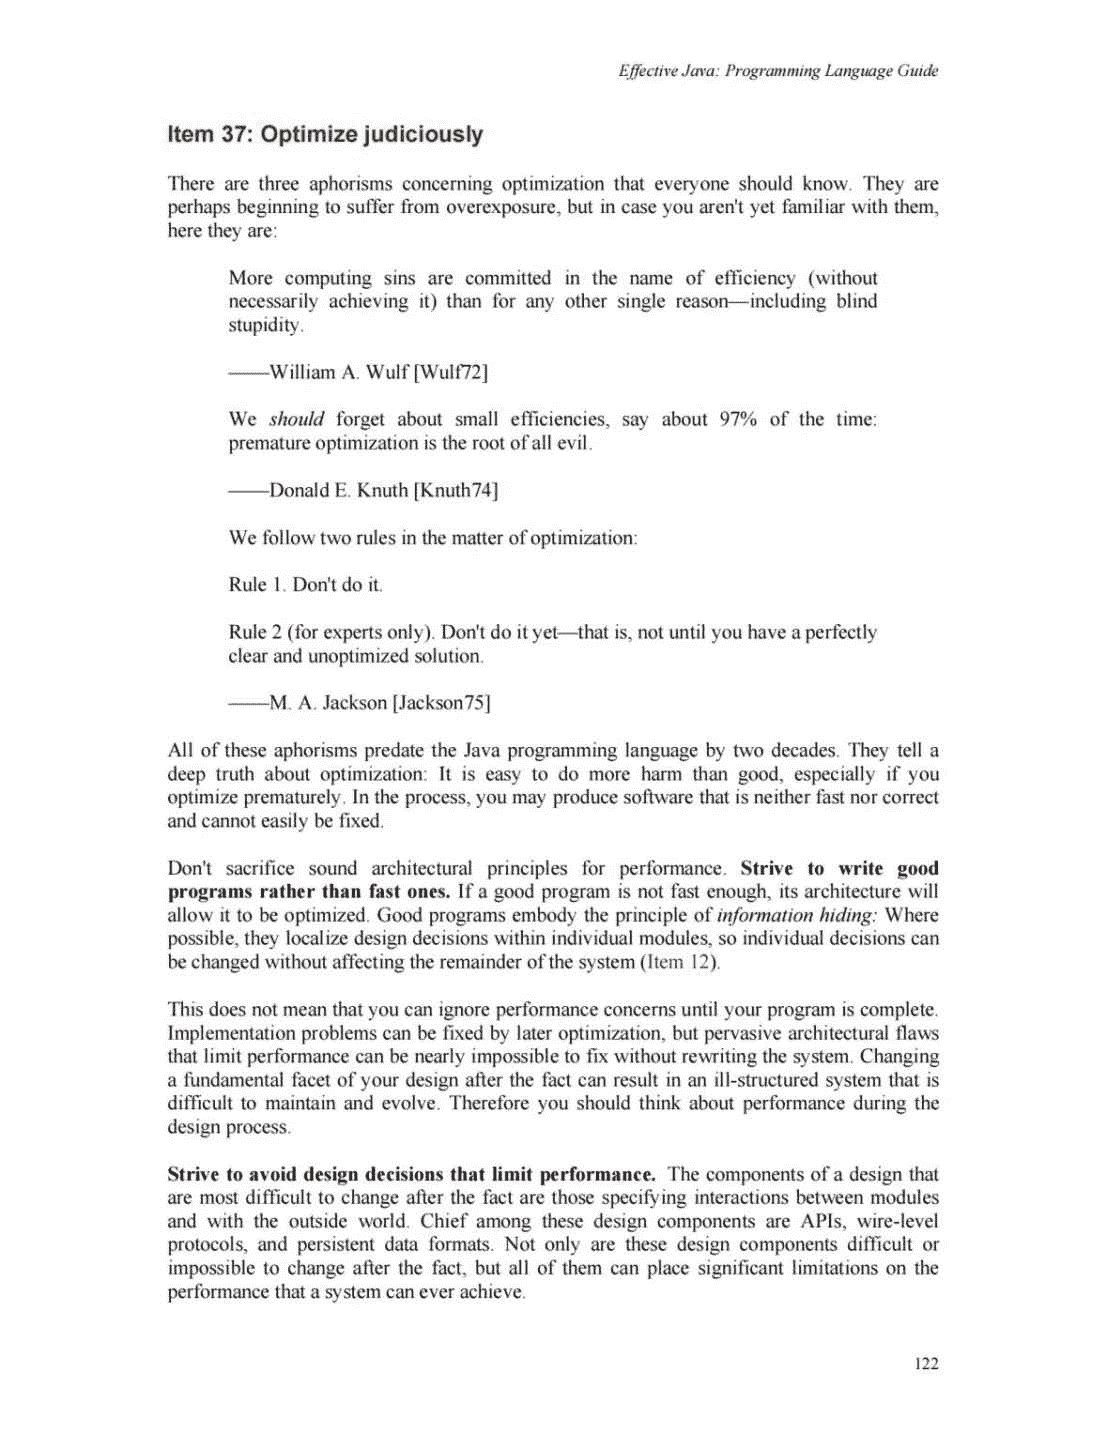 Effective Java: Programming Language Guide
Item 37: Optimize judiciously
There are three aphorisms concerning optimization that everyone should know. They are
perhaps beginning to suffer from overexposure, but in case you aren't yet familiar with them,
here they are:
More computing sins are committed in the name of efficiency (without
necessarily achieving it) than for any other single reason—including blind
stupidity.
——William A. Wulf [Wulf72]
We should forget about small efficiencies, say about 97% of the time:
premature optimization is the root of all evil.
——Donald E. Knuth [Knuth74]
We follow two rules in the matter of optimization:
Rule 1. Don't do it.
Rule 2 (for experts only). Don't do it yet—that is, not until you have a perfectly
clear and unoptimized solution.
——M. A. Jackson [Jackson75]
All of these aphorisms predate the Java programming language by two decades. They tell a
deep truth about optimization: It is easy to do more harm than good, especially if you
optimize prematurely. In the process, you may produce software that is neither fast nor correct
and cannot easily be fixed.
Don't sacrifice sound architectural principles for performance. Strive to write good
programs rather than fast ones. If a good program is not fast enough, its architecture will
allow it to be optimized. Good programs embody the principle of information hiding: Where
possible, they localize design decisions within individual modules, so individual decisions can
be changed without affecting the remainder of the system (Item 12).
This does not mean that you can ignore performance concerns until your program is complete.
Implementation problems can be fixed by later optimization, but pervasive architectural flaws
that limit performance can be nearly impossible to fix without rewriting the system. Changing
a fundamental facet of your design after the fact can result in an ill-structured system that is
difficult to maintain and evolve. Therefore you should think about performance during the
design process.
Strive to avoid design decisions that limit performance. The components of a design that
are most difficult to change after the fact are those specifying interactions between modules
and with the outside world. Chief among these design components are APIs, wire-level
protocols, and persistent data formats. Not only are these design components difficult or
impossible to change after the fact, but all of them can place significant limitations on the
performance that a system can ever achieve.
122